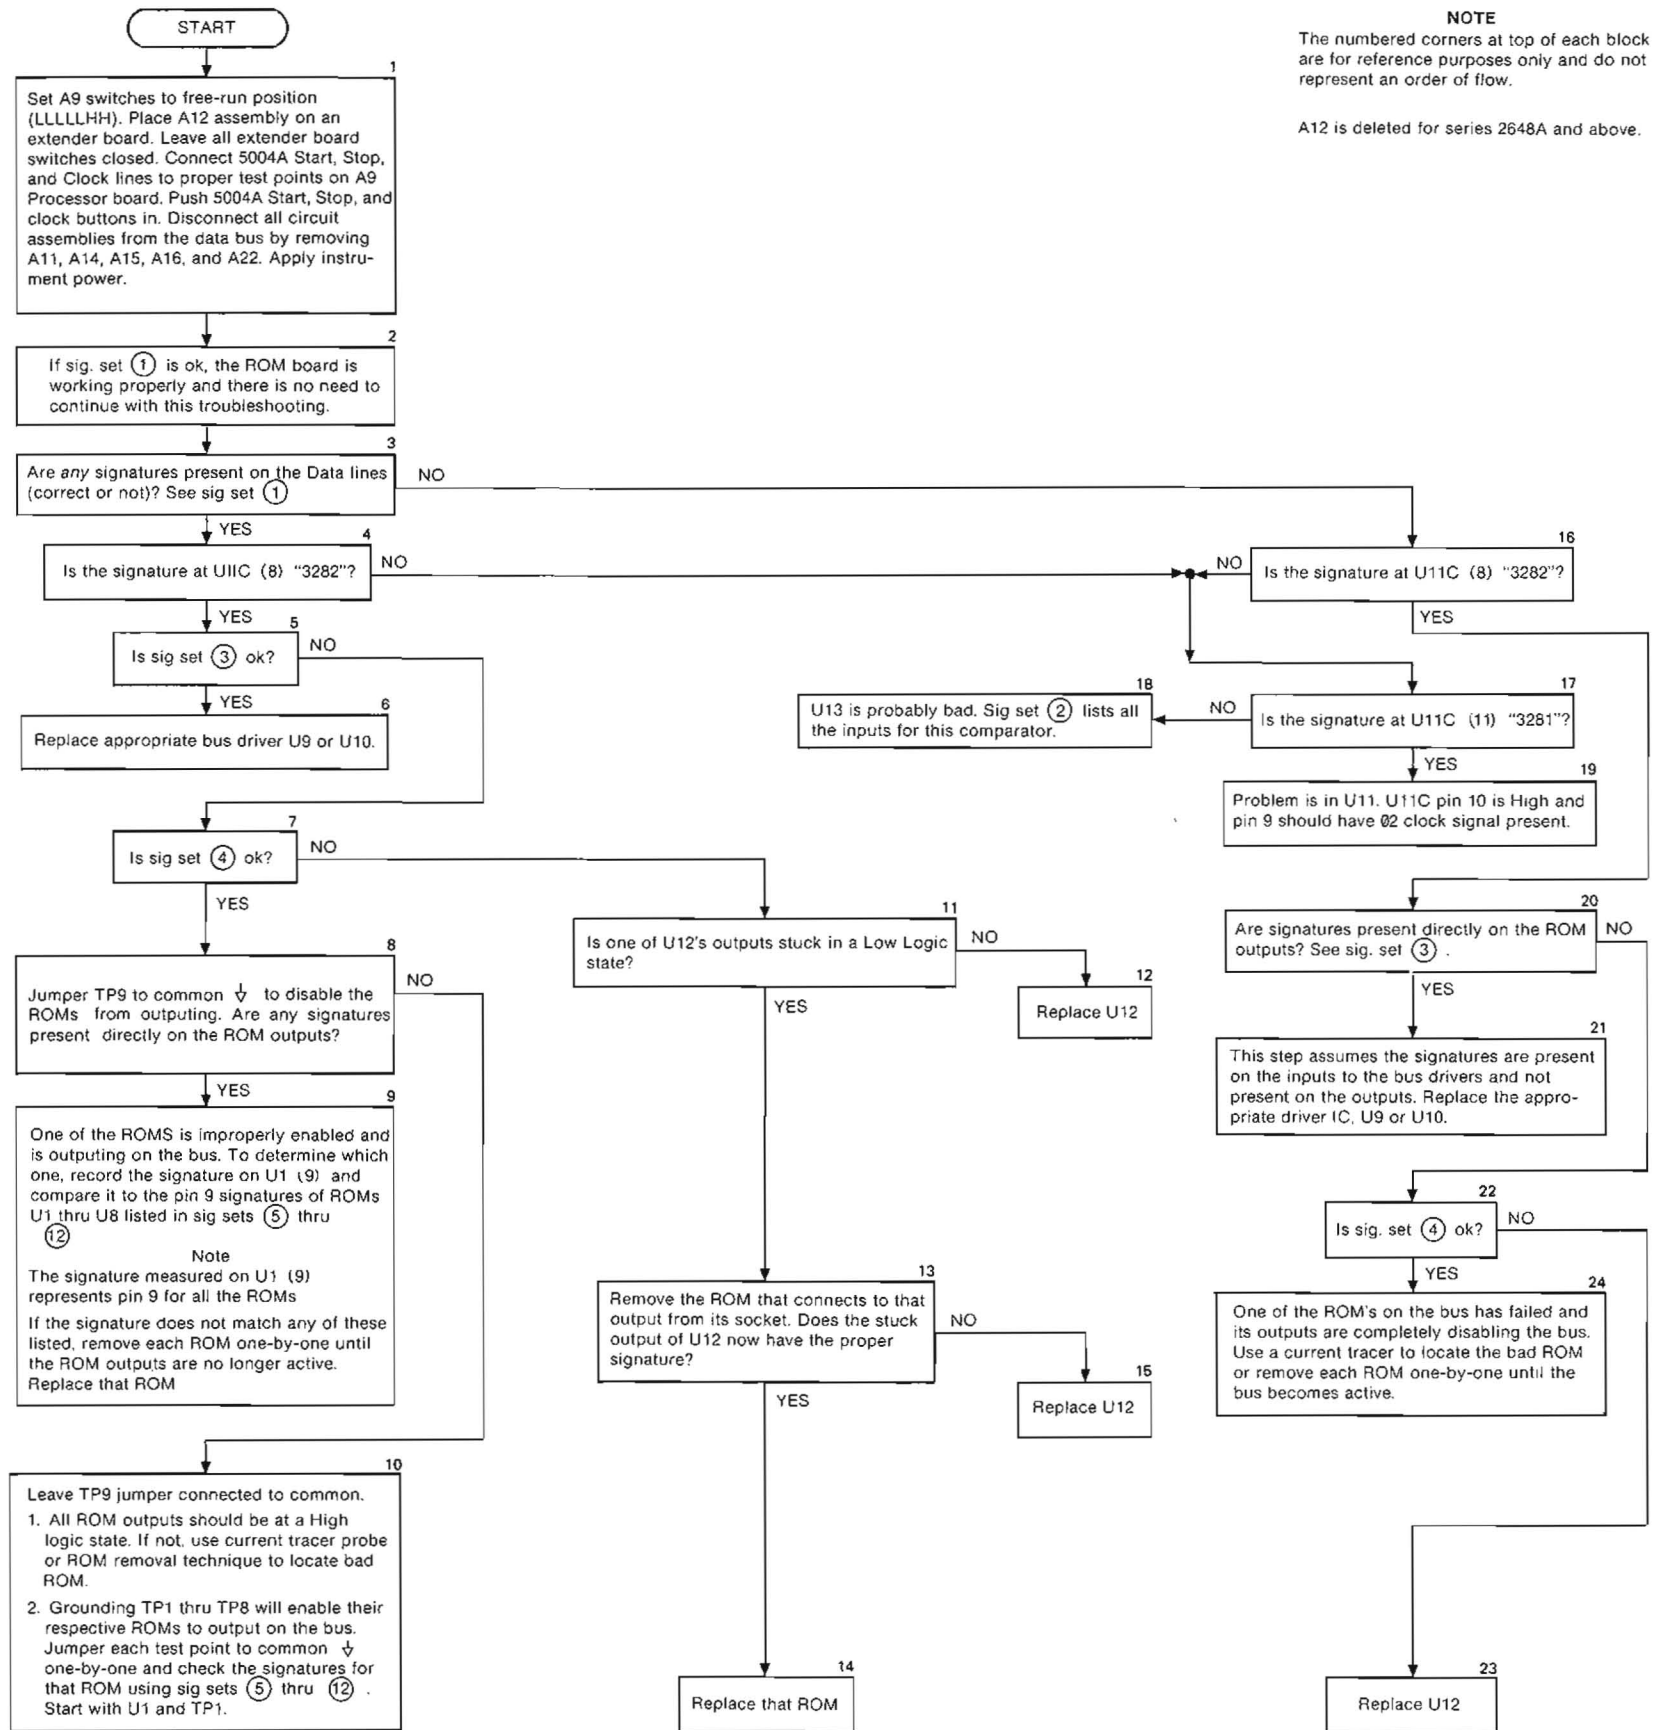 START
NOTE
The numbered corners at top of each block
are for reference purposes only and do not
represent an order of flow.
A12 is deleted for series 2648A and above.
1
Set A9 switches to free-run position
(LLLLLHH). Place A12 assembly on an
extender board. Leave all extender board
switches closed. Connect 5004A Start, Stop,
and Clock lines to proper test points on A9
Processor board. Push 5004A Start, Stop, and
clock buttons in. Disconnect all circuit
assemblies from the data bus by removing
A11, A14, A15, A16, and A22. Apply instru-
ment power.
2
If sig. set ① is ok, the ROM board is
working properly and there is no need to
continue with this troubleshooting.
3
Are any signatures present on the Data lines
(correct or not)? See sig set ①
NO
YES
4
Is the signature at UIIC (8) "3282"?
NO
YES
5
Is sig set ③ ok?
NO
YES
6
Replace appropriate bus driver U9 or U10.
7
Is sig set ④ ok?
NO
YES
8
Jumper TP9 to common to disable the
ROMs from outputing. Are any signatures
present directly on the ROM outputs?
NO
YES
9
One of the ROMS is improperly enabled and
is outputing on the bus. To determine which
one, record the signature on U1 (9) and
compare it to the pin 9 signatures of ROMs
U1 thru U8 listed in sig sets ⑤ thru
⑫
Note
The signature measured on U1 (9)
represents pin 9 for all the ROMs
If the signature does not match any of these
listed, remove each ROM one-by-one until
the ROM outputs are no longer active.
Replace that ROM
10
Leave TP9 jumper connected to common.
1. All ROM outputs should be at a High
logic state. If not, use current tracer probe
or ROM removal technique to locate bad
ROM.
2. Grounding TP1 thru TP8 will enable their
respective ROMs to output on the bus.
Jumper each test point to common
one-by-one and check the signatures for
that ROM using sig sets ⑤ thru ⑫ .
Start with U1 and TP1.
11
Is one of U12's outputs stuck in a Low Logic
state?
NO
YES
12
Replace U12
13
Remove the ROM that connects to that
output from its socket. Does the stuck
output of U12 now have the proper
signature?
NO
YES
15
Replace U12
14
Replace that ROM
16
Is the signature at U11C (8) "3282"?
NO
YES
17
Is the signature at U11C (11) "3281"?
NO
YES
18
U13 is probably bad. Sig set ② lists all
the inputs for this comparator.
19
Problem is in U11. U11C pin 10 is High and
pin 9 should have Ø2 clock signal present.
20
Are signatures present directly on the ROM
outputs? See sig. set ③ .
NO
YES
21
This step assumes the signatures are present
on the inputs to the bus drivers and not
present on the outputs. Replace the appro-
priate driver IC, U9 or U10.
22
Is sig. set ④ ok?
NO
YES
24
One of the ROM's on the bus has failed and
its outputs are completely disabling the bus.
Use a current tracer to locate the bad ROM
or remove each ROM one-by-one until the
bus becomes active.
23
Replace U12